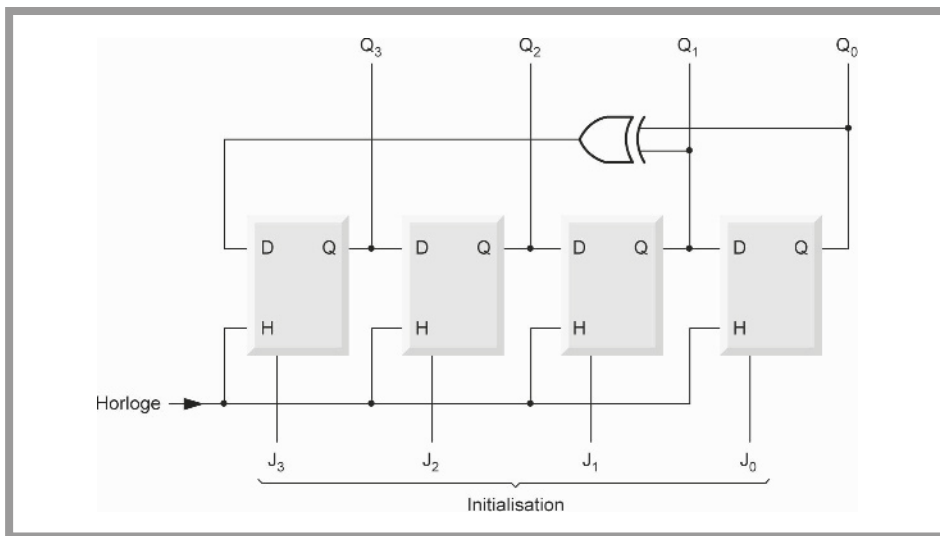 Q₃ Q₂ Q₁ Q₀
D Q D Q D Q D Q
H H H H
Horloge
J₃ J₂ J₁ J₀
Initialisation